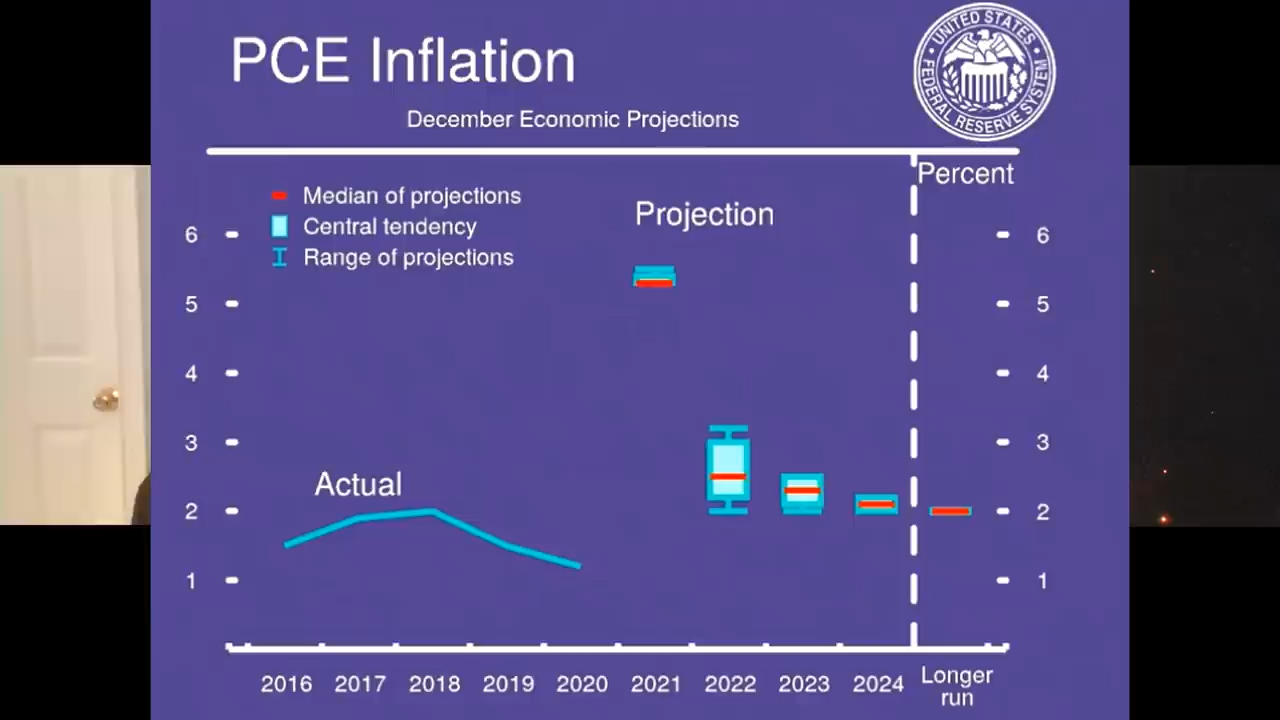 PCE Inflation
December Economic Projections
UNITED STATES
FEDERAL RESERVE SYSTEM
Percent
Median of projections
Central tendency
Range of projections
Projection
Actual
6 6
5 5
4 4
3 3
2 2
1 1
2016 2017 2018 2019 2020 2021 2022 2023 2024 Longer
run